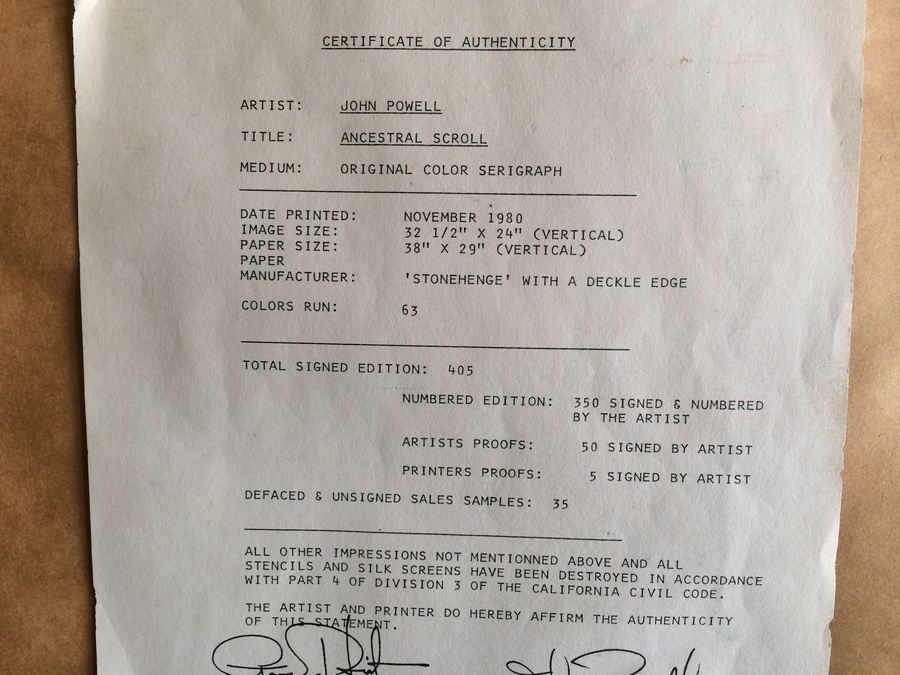 CERTIFICATE OF AUTHENTICITY
ARTIST: JOHN POWELL
TITLE: ANCESTRAL SCROLL
MEDIUM: ORIGINAL COLOR SERIGRAPH
DATE PRINTED: NOVEMBER 1980
IMAGE SIZE: 32 1/2" X 24" (VERTICAL)
PAPER SIZE: 38" X 29" (VERTICAL)
PAPER
MANUFACTURER: 'STONEHENGE' WITH A DECKLE EDGE
COLORS RUN: 63
TOTAL SIGNED EDITION: 405
NUMBERED EDITION: 350 SIGNED & NUMBERED
BY THE ARTIST
ARTISTS PROOFS: 50 SIGNED BY ARTIST
PRINTERS PROOFS: 5 SIGNED BY ARTIST
DEFACED & UNSIGNED SALES SAMPLES: 35
ALL OTHER IMPRESSIONS NOT MENTIONNED ABOVE AND ALL
STENCILS AND SILK SCREENS HAVE BEEN DESTROYED IN ACCORDANCE
WITH PART 4 OF DIVISION 3 OF THE CALIFORNIA CIVIL CODE.
THE ARTIST AND PRINTER DO HEREBY AFFIRM THE AUTHENTICITY
OF THIS STATEMENT.